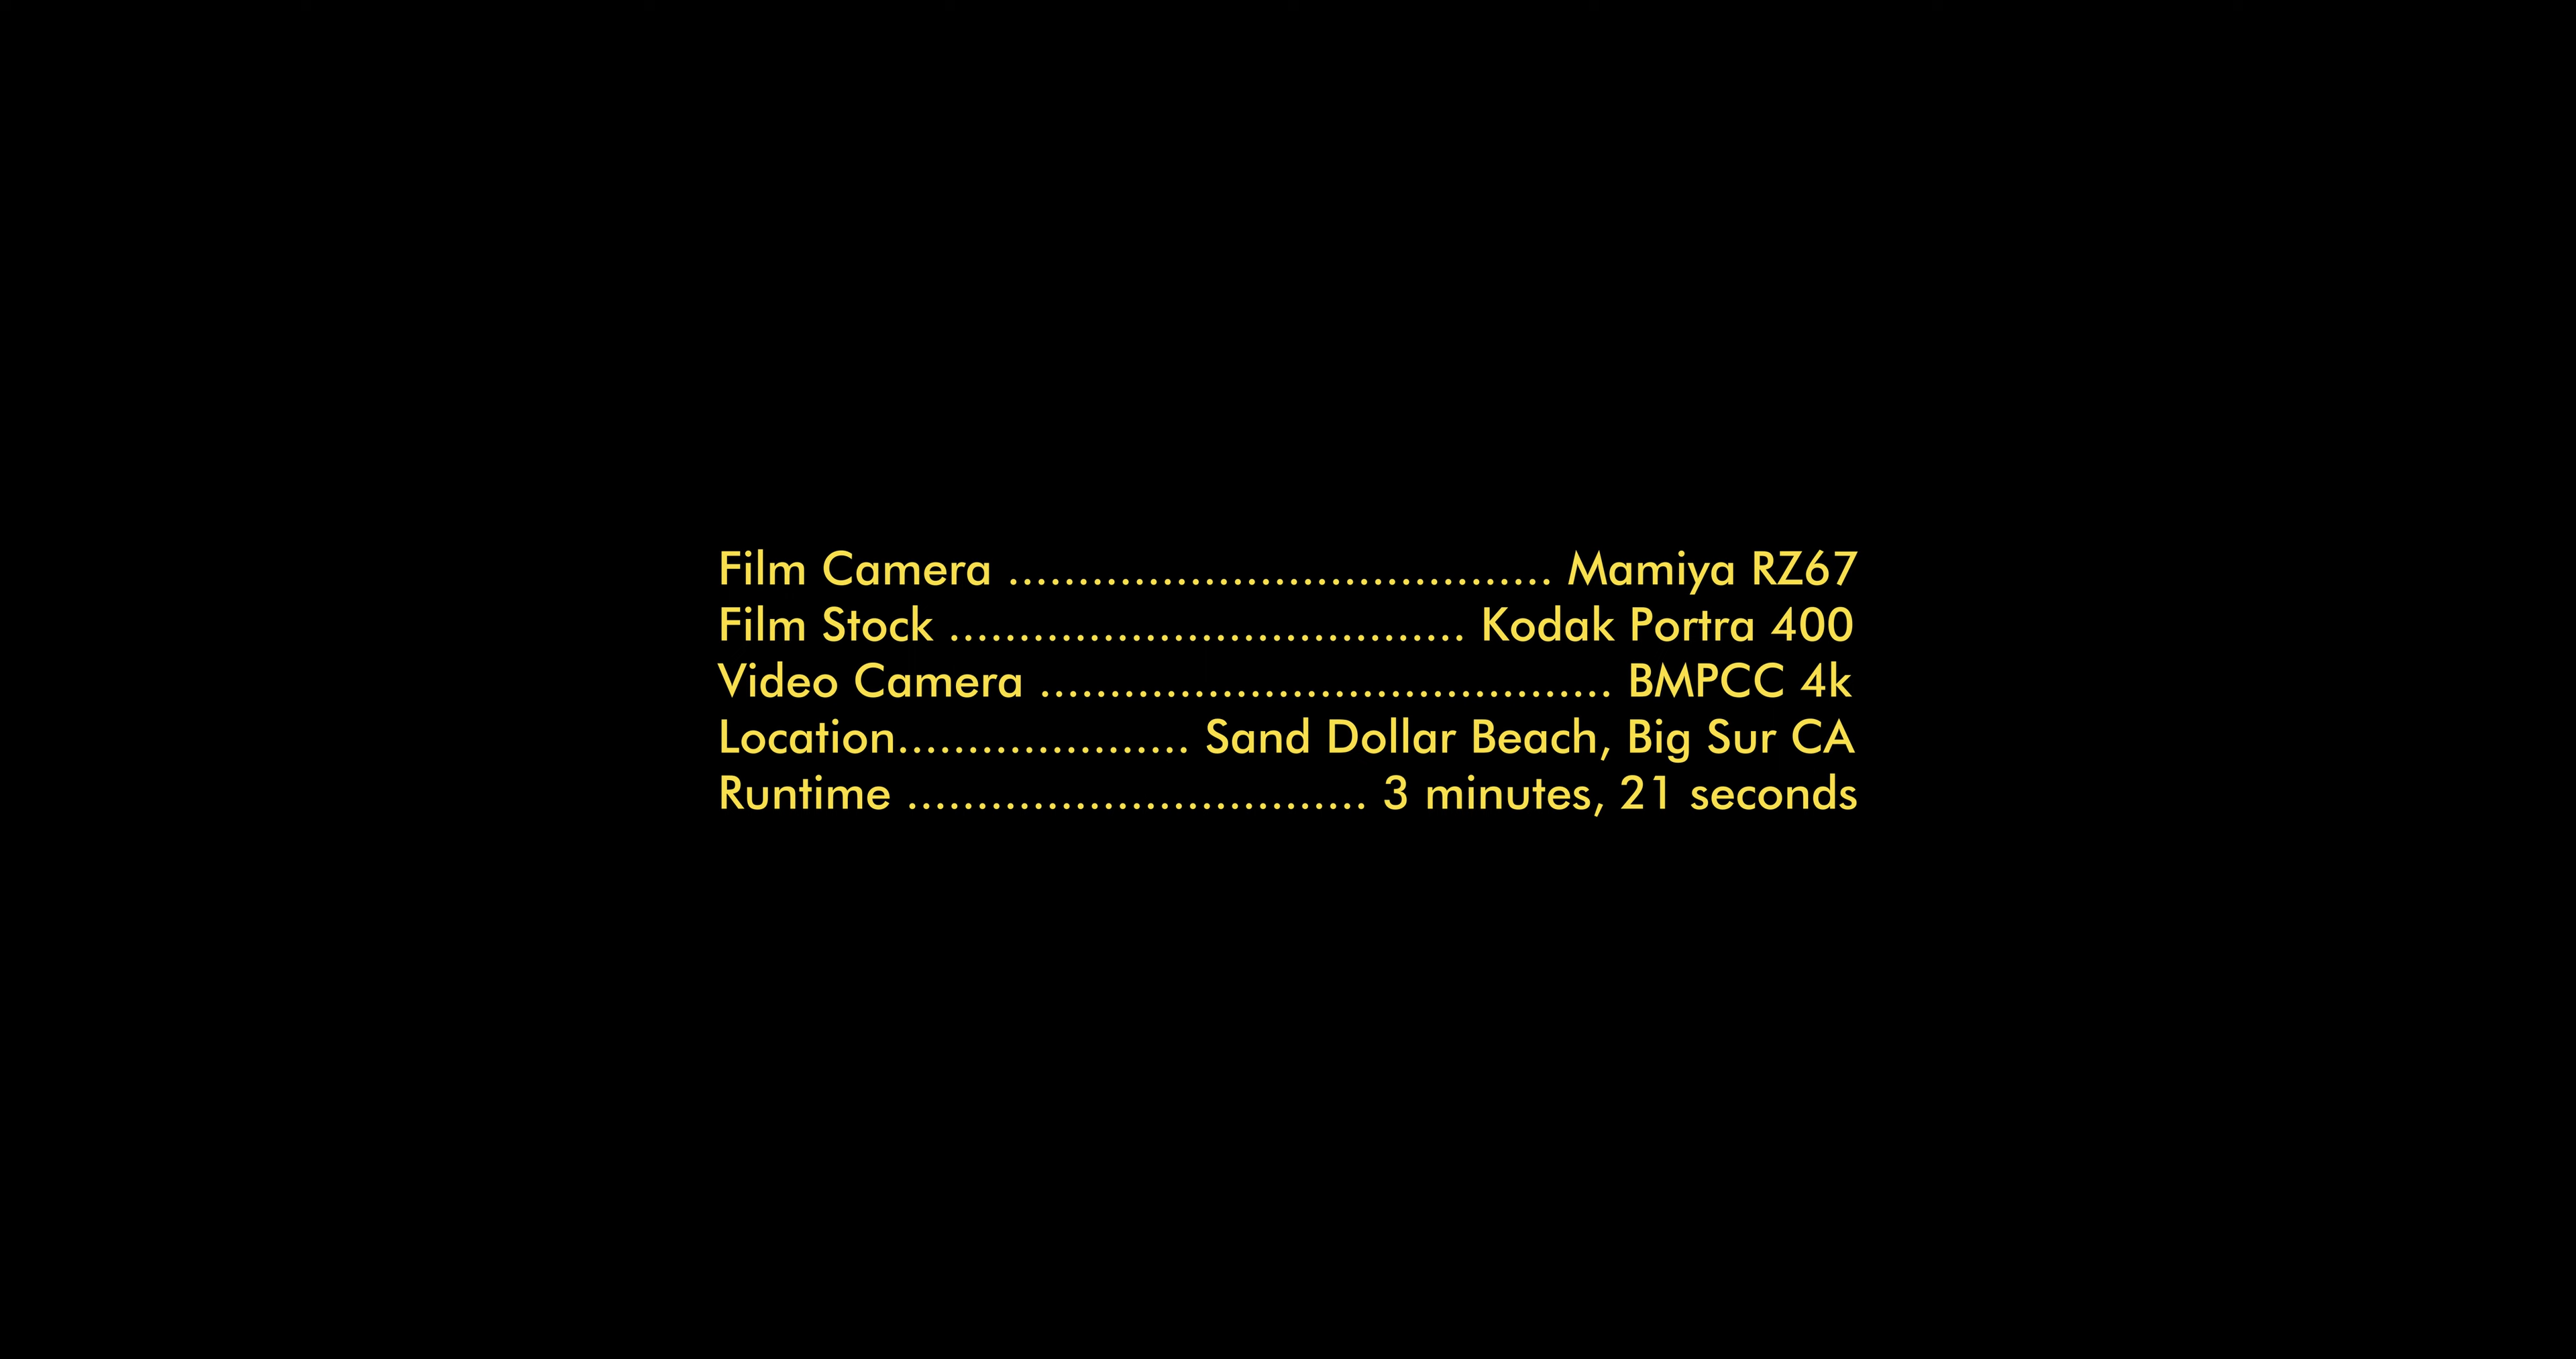 Film Camera ....................................... Mamiya RZ67
Film Stock ..................................... Kodak Portra 400
Video Camera ......................................... BMPCC 4k
Location..................... Sand Dollar Beach, Big Sur CA
Runtime ................................. 3 minutes, 21 seconds